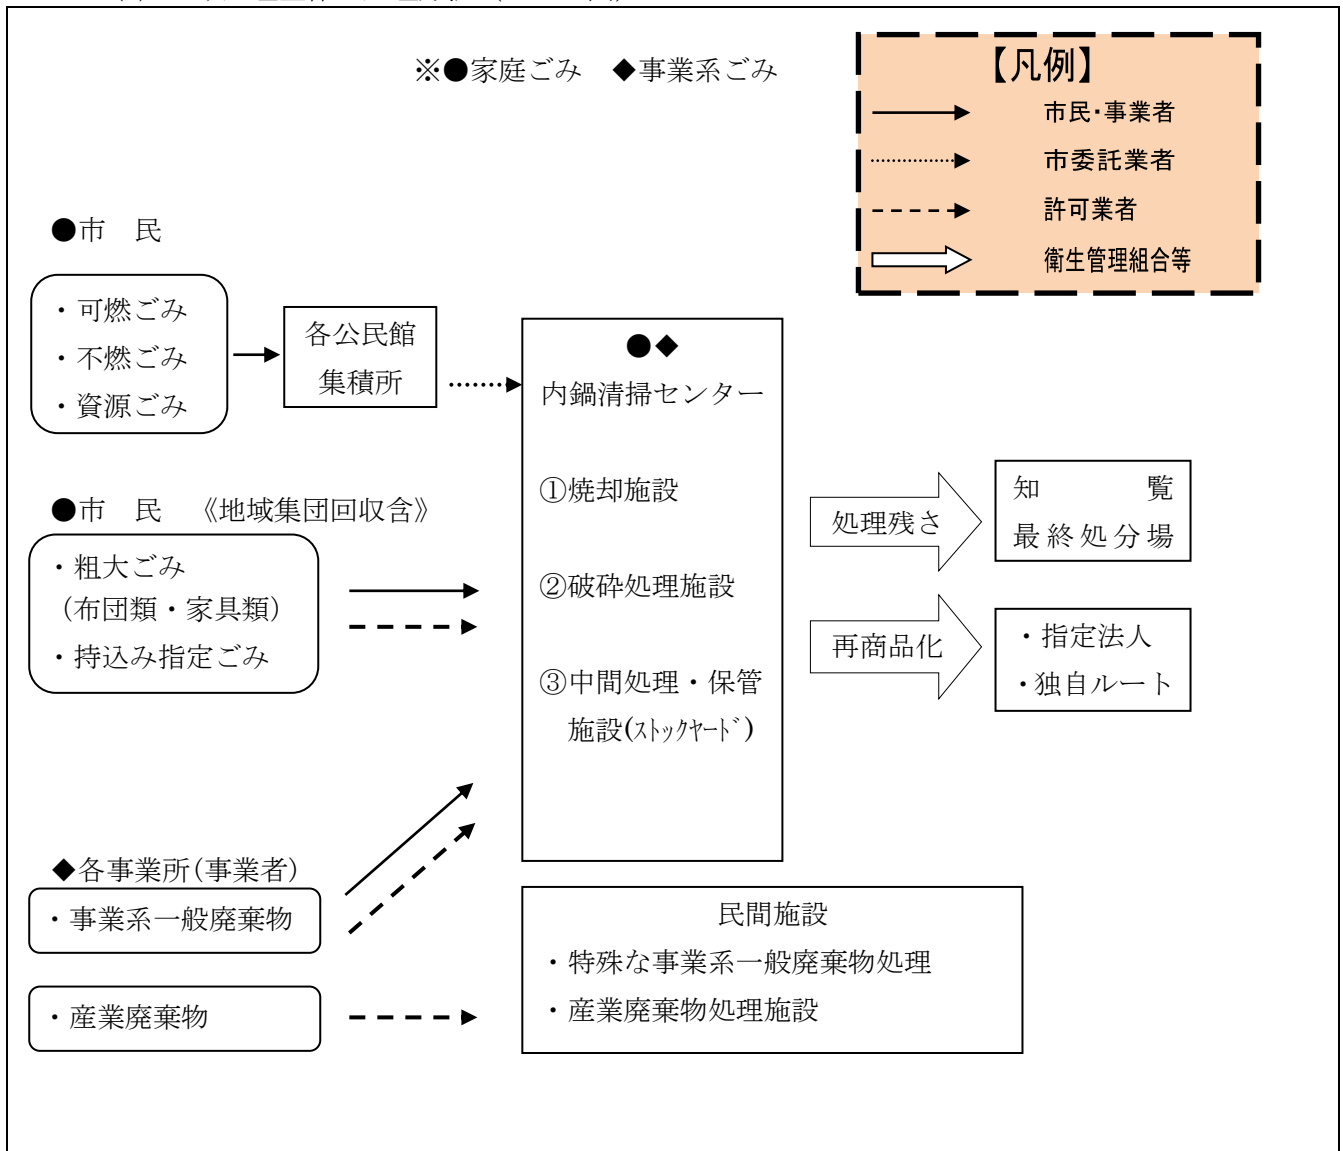 ※●家庭ごみ　◆事業系ごみ
【凡例】
市民・事業者
市委託業者
許可業者
衛生管理組合等
●市　民
・可燃ごみ
・不燃ごみ
・資源ごみ
各公民館
集積所
●◆
内鍋清掃センター
①焼却施設
②破砕処理施設
③中間処理・保管
施設(ｽﾄｯｸﾔｰﾄﾞ)
処理残さ
知　覧
最終処分場
再商品化
・指定法人
・独自ルート
●市　民　《地域集団回収含》
・粗大ごみ
（布団類・家具類）
・持込み指定ごみ
◆各事業所(事業者)
・事業系一般廃棄物
・産業廃棄物
民間施設
・特殊な事業系一般廃棄物処理
・産業廃棄物処理施設